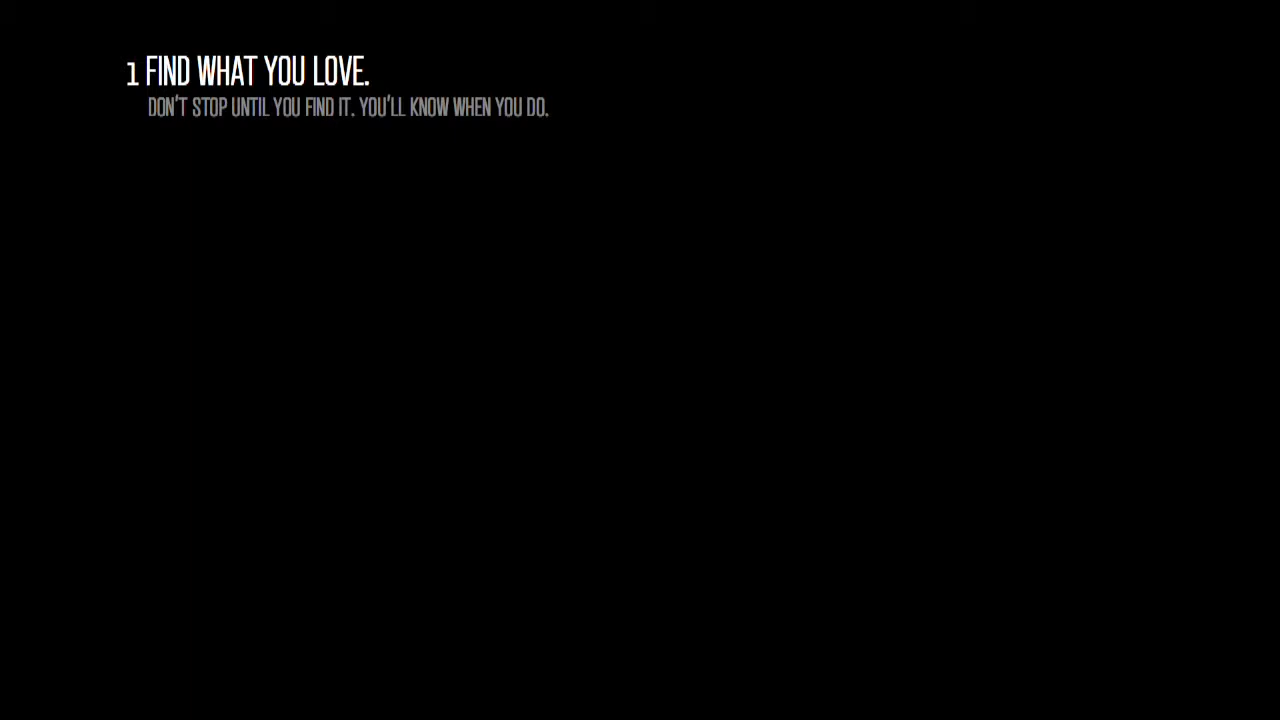 1 FIND WHAT YOU LOVE.
DON'T STOP UNTIL YOU FIND IT. YOU'LL KNOW WHEN YOU DO.